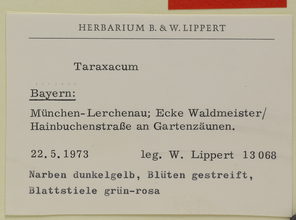 HERBARIUM B. & W. LIPPERT
Taraxacum
Bayern:
München-Lerchenau; Ecke Waldmeister/
Hainbuchenstraße an Gartenzäunen.
22.5.1973 leg. W. Lippert 13068
Narben dunkelgelb, Blüten gestreift,
Blattstiele grün-rosa